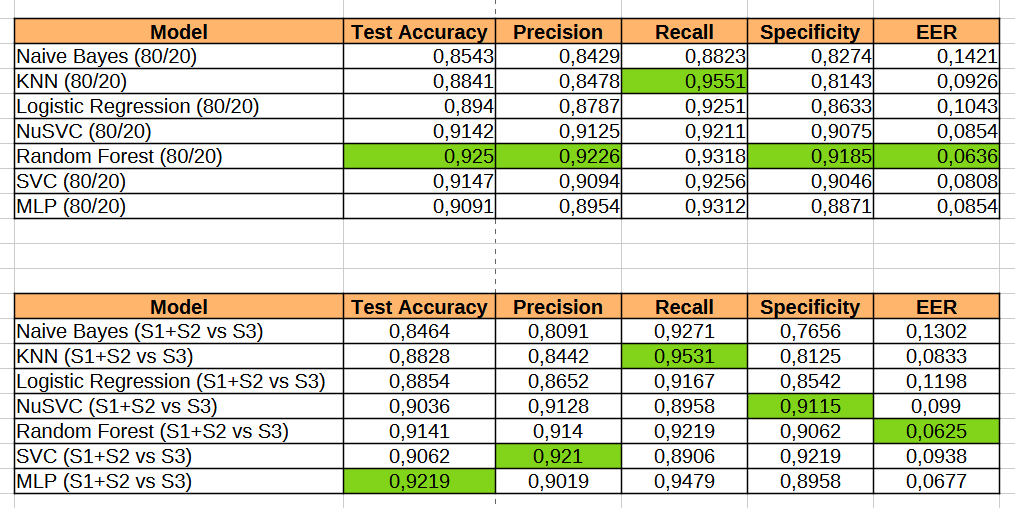 Model Test Accuracy Precision Recall Specificity EER
Naive Bayes (80/20) 0,8543 0,8429 0,8823 0,8274 0,1421
KNN (80/20) 0,8841 0,8478 0,9551 0,8143 0,0926
Logistic Regression (80/20) 0,894 0,8787 0,9251 0,8633 0,1043
NuSVC (80/20) 0,9142 0,9125 0,9211 0,9075 0,0854
Random Forest (80/20) 0,925 0,9226 0,9318 0,9185 0,0636
SVC (80/20) 0,9147 0,9094 0,9256 0,9046 0,0808
MLP (80/20) 0,9091 0,8954 0,9312 0,8871 0,0854
Model Test Accuracy Precision Recall Specificity EER
Naive Bayes (S1+S2 vs S3) 0,8464 0,8091 0,9271 0,7656 0,1302
KNN (S1+S2 vs S3) 0,8828 0,8442 0,9531 0,8125 0,0833
Logistic Regression (S1+S2 vs S3) 0,8854 0,8652 0,9167 0,8542 0,1198
NuSVC (S1+S2 vs S3) 0,9036 0,9128 0,8958 0,9115 0,099
Random Forest (S1+S2 vs S3) 0,9141 0,914 0,9219 0,9062 0,0625
SVC (S1+S2 vs S3) 0,9062 0,921 0,8906 0,9219 0,0938
MLP (S1+S2 vs S3) 0,9219 0,9019 0,9479 0,8958 0,0677